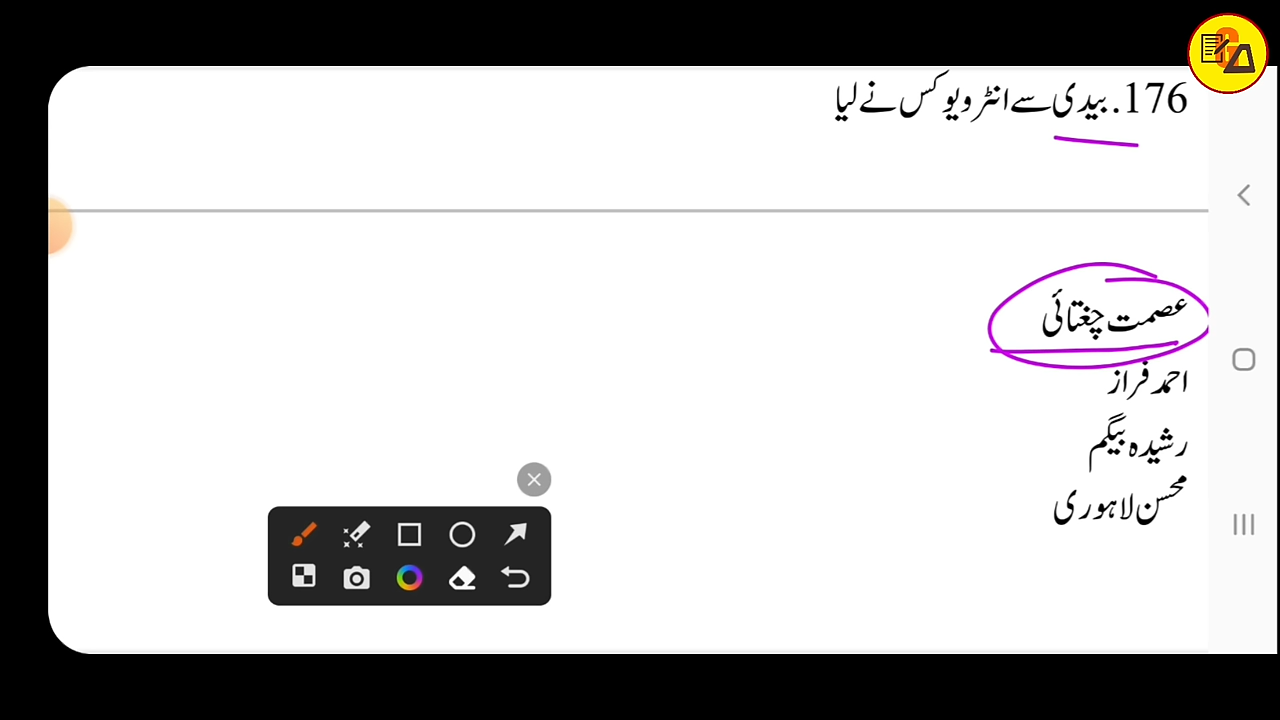 176. بیدی سے انٹرویو کس نے لیا
عصمت چغتائی
احمد فراز
رشیدہ بیگم
محسن لاہوری